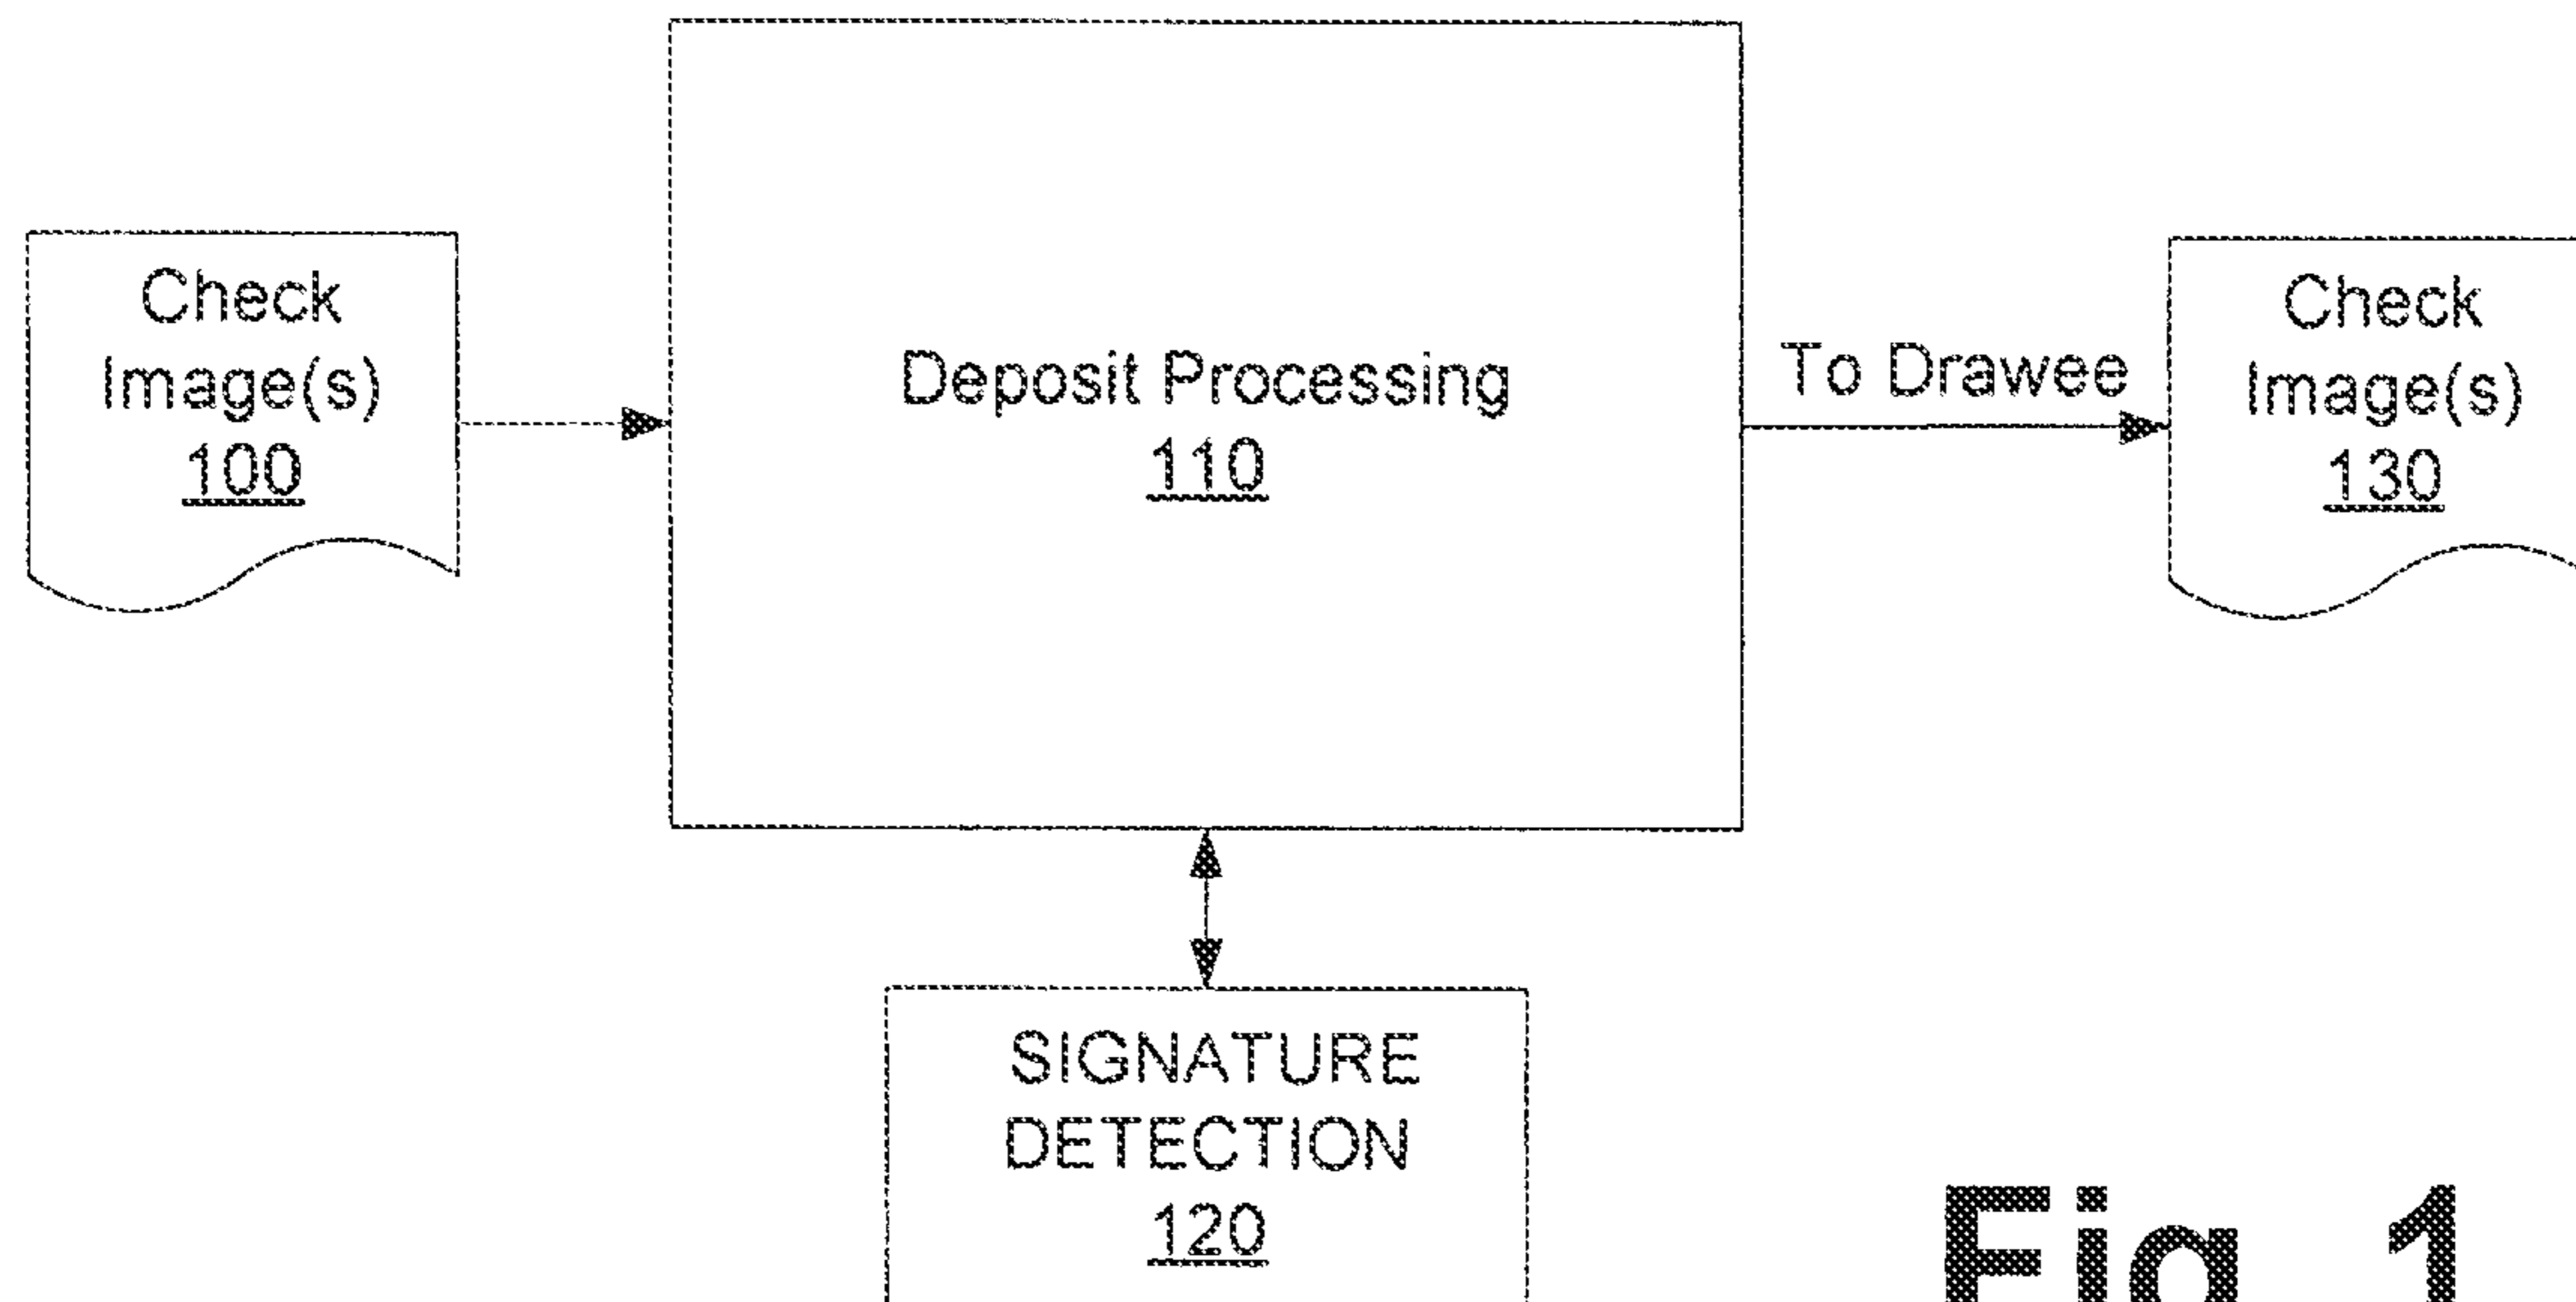 Check
Image(s)
100
Deposit Processing
110
To Drawee
Check
Image(s)
130
SIGNATURE
DETECTION
120
Fig. 1